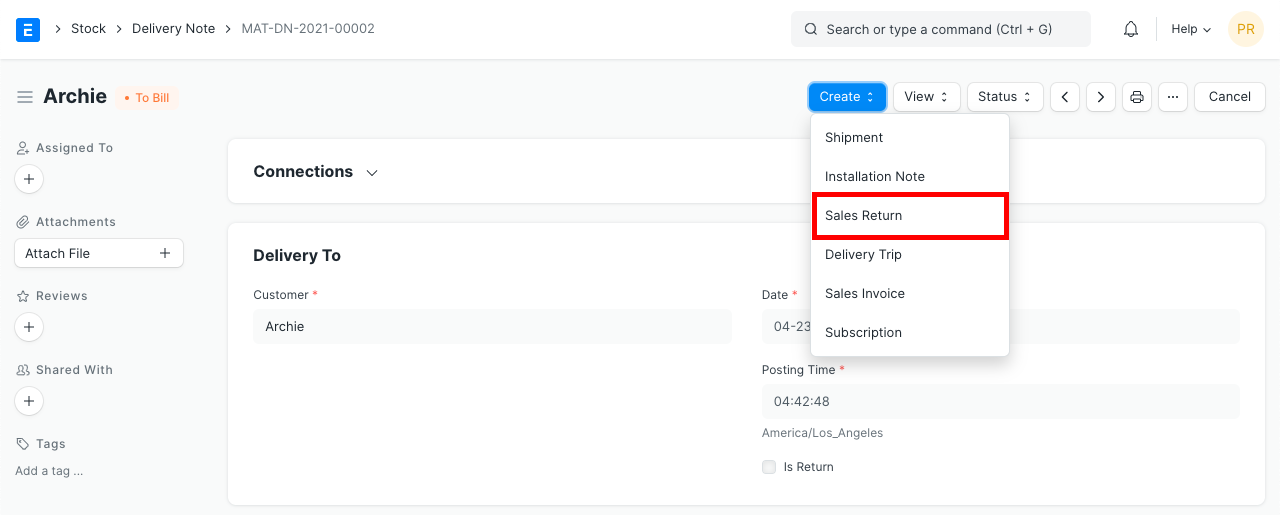 E Stock Delivery Note MAT-DN-2021-00002 Search or type a command (Ctrl + G) Help PR
Archie • To Bill Create View Status ... Cancel
Assigned To
Attachments
Attach File
Reviews
Shared With
Tags
Add a tag ...
Connections
Shipment
Installation Note
Sales Return
Delivery Trip
Sales Invoice
Subscription
Delivery To
Customer *
Archie
Date *
04-23
Posting Time *
04:42:48
America/Los_Angeles
Is Return